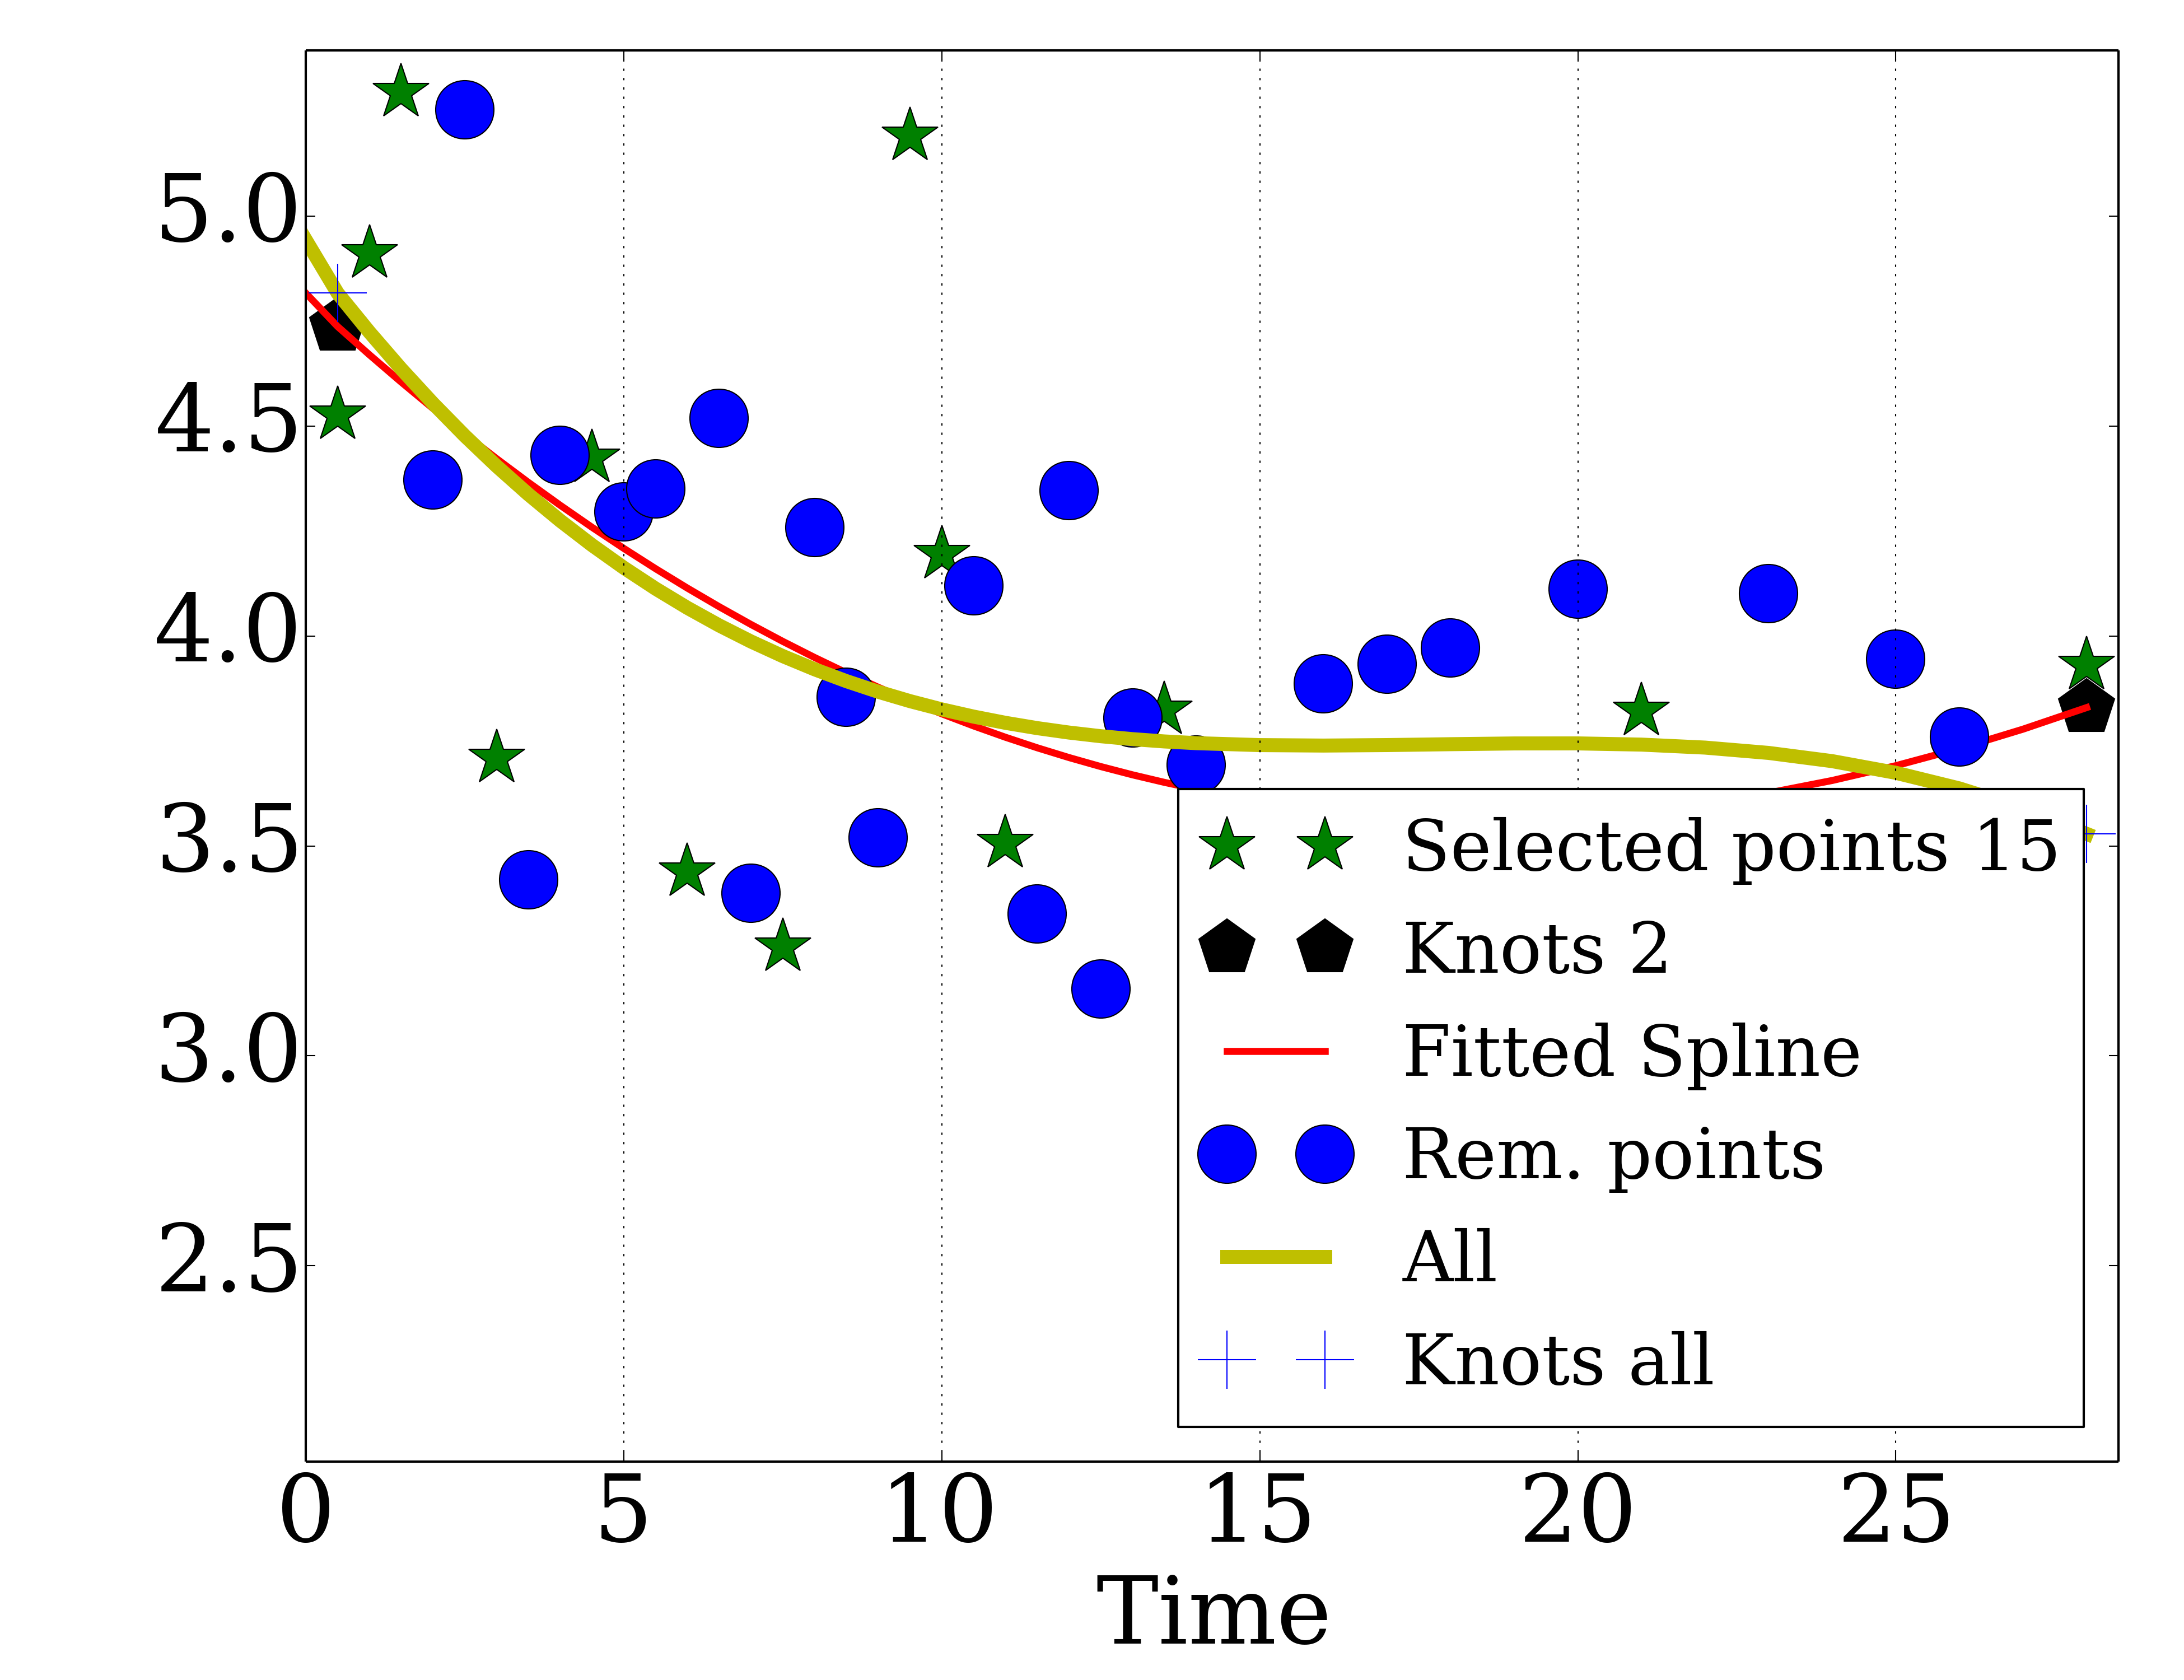 5.0
4.5
4.0
3.5
3.0
2.5
Selected points 15
Knots 2
Fitted Spline
Rem. points
All
Knots all
0 5 10 15 20 25
Time